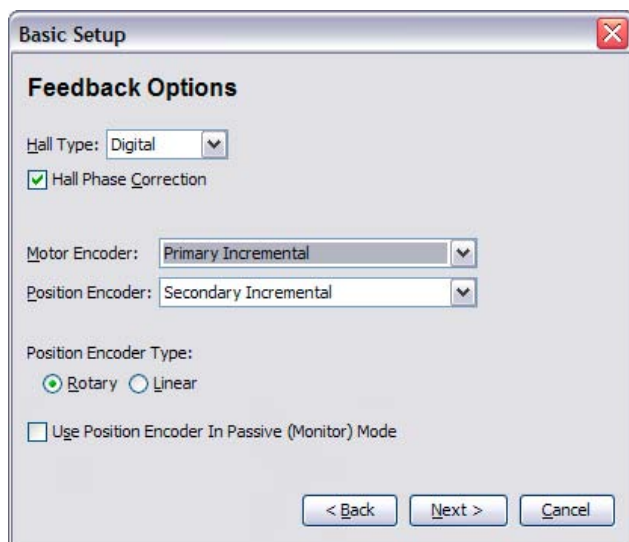 Basic Setup
Feedback Options
Hall Type: Digital
Hall Phase Correction
Motor Encoder: Primary Incremental
Position Encoder: Secondary Incremental
Position Encoder Type:
Rotary Linear
Use Position Encoder In Passive (Monitor) Mode
< Back Next > Cancel